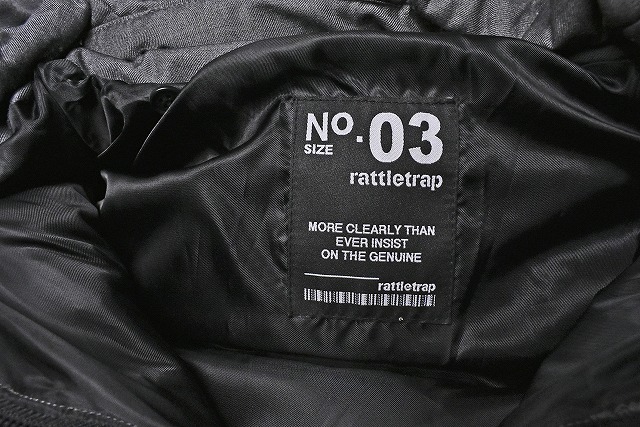 No.03
SIZE
rattletrap
MORE CLEARLY THAN
EVER INSIST
ON THE GENUINE
rattletrap